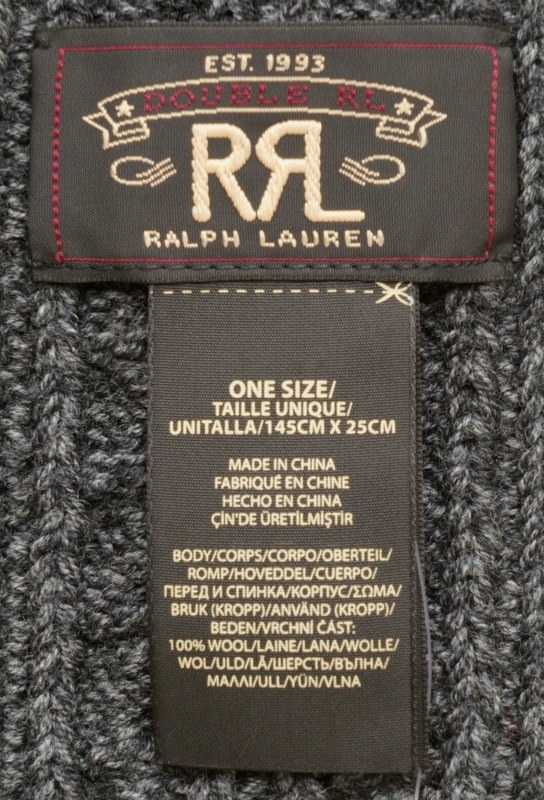 EST. 1993
DOUBLE RL
RRL
RALPH LAUREN
ONE SIZE/
TAILLE UNIQUE/
UNITALLA/145CM X 25CM
MADE IN CHINA
FABRIQUÉ EN CHINE
HECHO EN CHINA
ÇİN'DE ÜRETİLMİŞTİR
BODY/CORPS/CORPO/OBERTEIL/
ROMP/HOVEDDEL/CUERPO/
ПЕРЕД И СПИНКА/КОРПУС/ΣΩΜΑ/
BRUK (KROPP)/ANVÄND (KROPP)/
BEDEN/VRCHNÍ ČÁST:
100% WOOL/LAINE/LANA/WOLLE/
WOL/ULD/LÃ/ШЕРСТЬ/ВЪЛНА/
ΜΑΛΛΙ/ULL/YÜN/VLNA